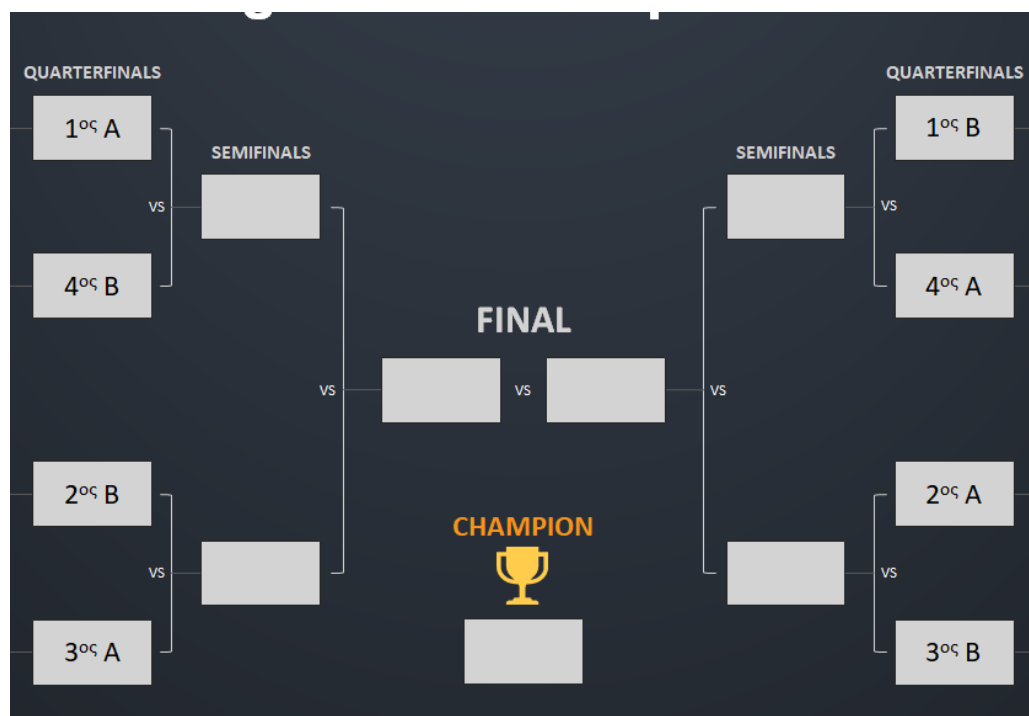 QUARTERFINALS
1ος A
VS
4ος B
2ος B
VS
3ος A
SEMIFINALS
VS
FINAL
VS
CHAMPION
SEMIFINALS
VS
QUARTERFINALS
1ος B
VS
4ος A
2ος A
VS
3ος B